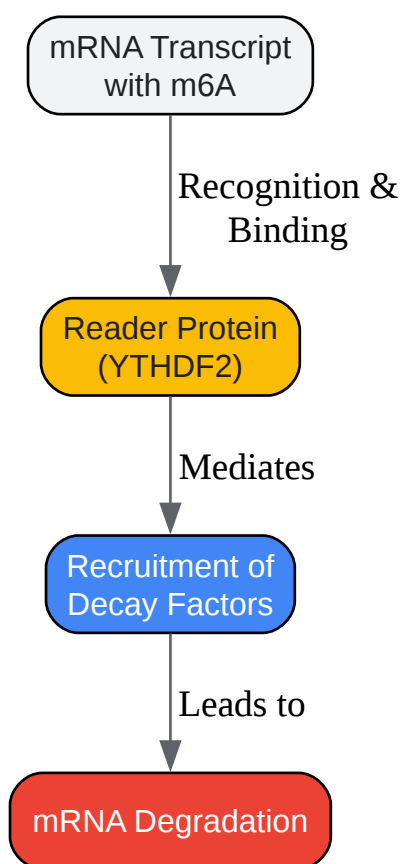 mRNA Transcript
with m6A
Recognition &
Binding
Reader Protein
(YTHDF2)
Mediates
Recruitment of
Decay Factors
Leads to
mRNA Degradation